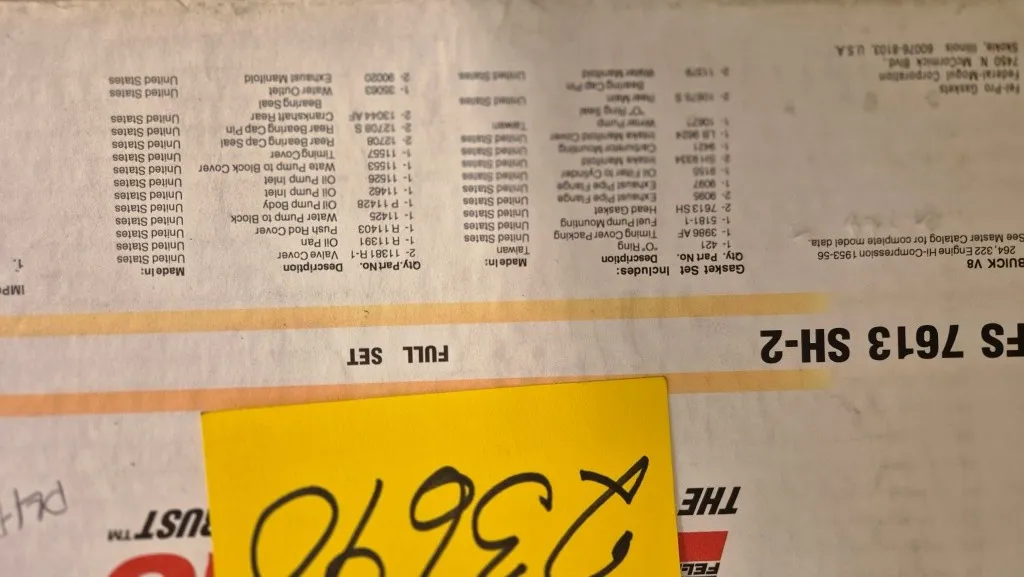 FEL-
THE RUST™
23640
FS 7613 SH-2 FULL SET
BUICK V8
264, 322 Engine Hi-Compression 1953-56
See Master Catalog for complete model data.
Fel-Pro Gaskets
Federal-Mogul Corporation
7450 N. McCormick Blvd.
Skokie, Illinois 60076-8103, U.S.A.
IMPO
1.
Gasket Set Includes:
Qty. Part No. Description Made In:
1- 421 "O" Ring Taiwan
1- 3986 AF Timing Cover Packing United States
1- 5181-1 Fuel Pump Mounting United States
2- 7613 SH Head Gasket United States
2- 9095 Exhaust Pipe Flange United States
1- 9097 Exhaust Pipe Flange United States
1- 9155 Oil Filter to Cylinder United States
2- SH 9334 Intake Manifold United States
1- 9421 Carburetor Mounting United States
1- LB 9624 Intake Manifold Cover United States
1- 10677 Water Pump Taiwan
"O" Ring Seal
2- 10679 S Rear Main United States
Bearing Cap Pin
2- 11379 Water Manifold United States
Qty. Part No. Description Made In:
2- 11381 R-1 Valve Cover United States
1- R 11391 Oil Pan United States
1- R 11403 Push Rod Cover United States
1- 11425 Water Pump to Block United States
1- P 11428 Oil Pump Body United States
1- 11462 Oil Pump Inlet United States
1- 11526 Oil Pump Inlet United States
1- 11553 Wate Pump to Block Cover United States
1- 11557 Timing Cover United States
2- 12708 Rear Bearing Cap Seal United States
2- 12708 S Rear Bearing Cap Pin United States
2- 13044 AF Crankshaft Rear United States
Bearing Seal
1- 35063 Water Outlet United States
2- 90020 Exhaust Manifold United States